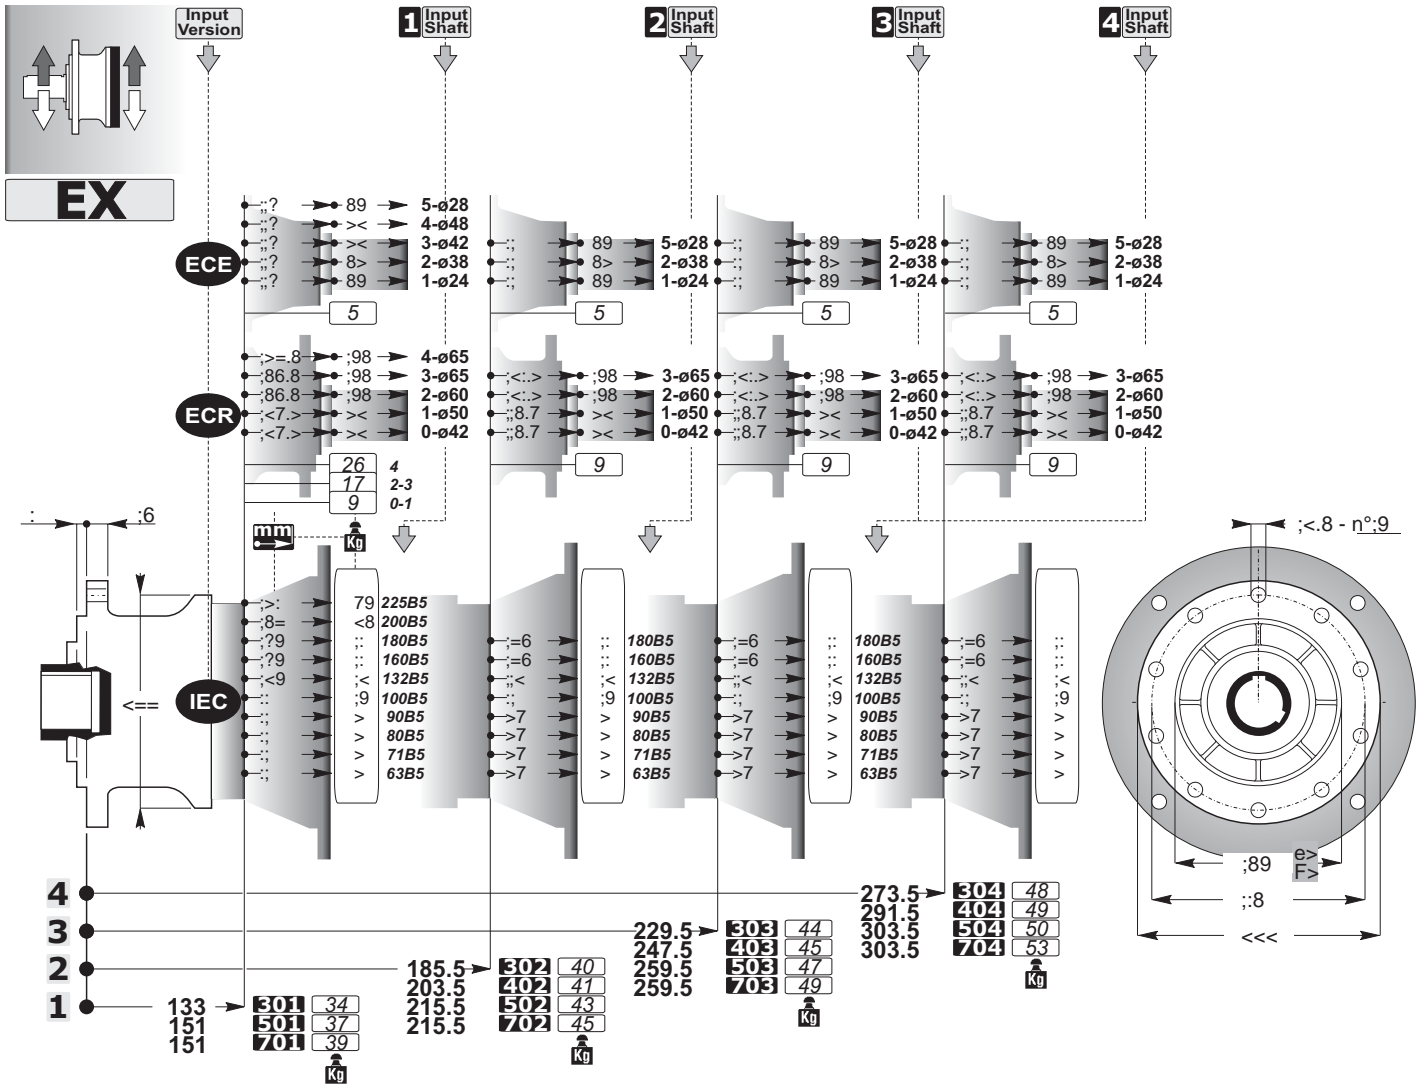 Input Version
1 Input Shaft
2 Input Shaft
3 Input Shaft
4 Input Shaft
EX
ECE
;;? 89 5-ø28
;;? >< 4-ø48
;;? >< 3-ø42 :; 89 5-ø28 :; 89 5-ø28 :; 89 5-ø28
;;? 8> 2-ø38 :; 8> 2-ø38 :; 8> 2-ø38 :; 8> 2-ø38
;;? 89 1-ø24 :; 89 1-ø24 :; 89 1-ø24 :; 89 1-ø24
5 5 5 5
ECR
;>=.8 ;98 4-ø65
;86.8 ;98 3-ø65 ;<:.> ;98 3-ø65 ;<:.> ;98 3-ø65 ;<:.> ;98 3-ø65
;86.8 ;98 2-ø60 ;<:.> ;98 2-ø60 ;<:.> ;98 2-ø60 ;<:.> ;98 2-ø60
;<7.> >< 1-ø50 ;;8.7 >< 1-ø50 ;;8.7 >< 1-ø50 ;;8.7 >< 1-ø50
;<7.> >< 0-ø42 ;;8.7 >< 0-ø42 ;;8.7 >< 0-ø42 ;;8.7 >< 0-ø42
26 4 9 9 9
17 2-3
9 0-1
: ;6
mm Kg
;<.8 - n°;9
IEC
<==
;>: 79 225B5
;8= <8 200B5
;?9 ;: 180B5 ;=6 ;: 180B5 ;=6 ;: 180B5 ;=6 ;:
;?9 ;: 160B5 ;=6 ;: 160B5 ;=6 ;: 160B5 ;=6 ;:
;<9 ;< 132B5 ;;< ;< 132B5 ;;< ;< 132B5 ;;< ;<
:: ;9 100B5 :; ;9 100B5 :; ;9 100B5 :; ;9
:; > 90B5 >7 > 90B5 >7 > 90B5 >7 >
:; > 80B5 >7 > 80B5 >7 > 80B5 >7 >
:; > 71B5 >7 > 71B5 >7 > 71B5 >7 >
:; > 63B5 >7 > 63B5 >7 > 63B5 >7 >
;89 e>
F>
;:8
<<<
4 273.5 304 48
291.5 404 49
303.5 504 50
303.5 704 53
Kg
3 229.5 303 44
247.5 403 45
259.5 503 47
259.5 703 49
Kg
2 185.5 302 40
203.5 402 41
215.5 502 43
215.5 702 45
Kg
1 133 301 34
151 501 37
151 701 39
Kg